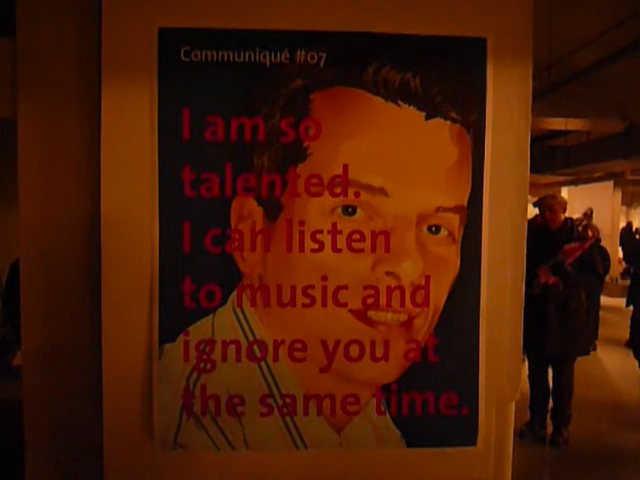 Communiqué #07
I am so
talented.
I can listen
to music and
ignore you at
the same time.